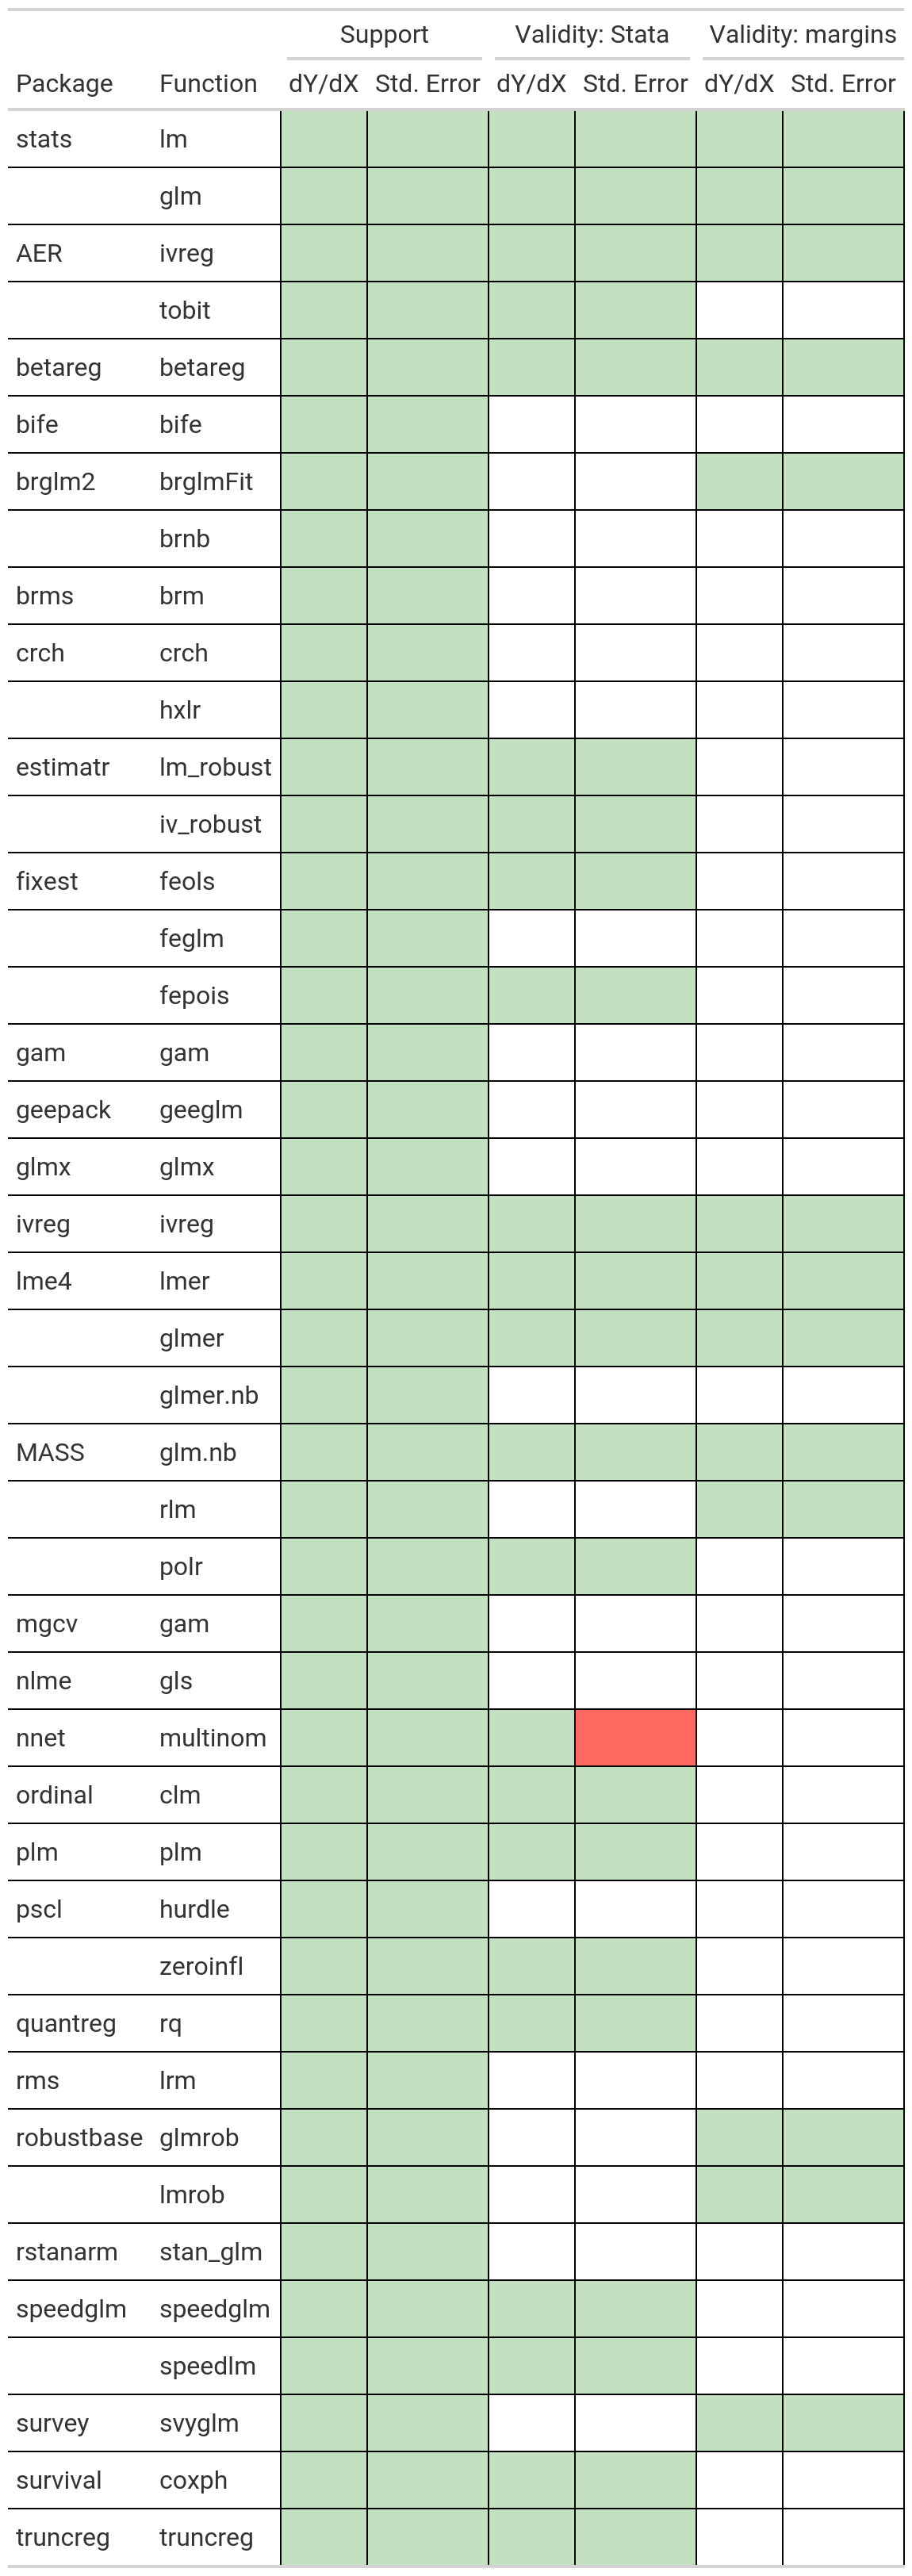 Support Validity: Stata Validity: margins
Package Function dY/dX Std. Error dY/dX Std. Error dY/dX Std. Error
stats lm
glm
AER ivreg
tobit
betareg betareg
bife bife
brglm2 brglmFit
brnb
brms brm
crch crch
hxlr
estimatr lm_robust
iv_robust
fixest feols
feglm
fepois
gam gam
geepack geeglm
glmx glmx
ivreg ivreg
lme4 lmer
glmer
glmer.nb
MASS glm.nb
rlm
polr
mgcv gam
nlme gls
nnet multinom
ordinal clm
plm plm
pscl hurdle
zeroinfl
quantreg rq
rms lrm
robustbase glmrob
lmrob
rstanarm stan_glm
speedglm speedglm
speedlm
survey svyglm
survival coxph
truncreg truncreg